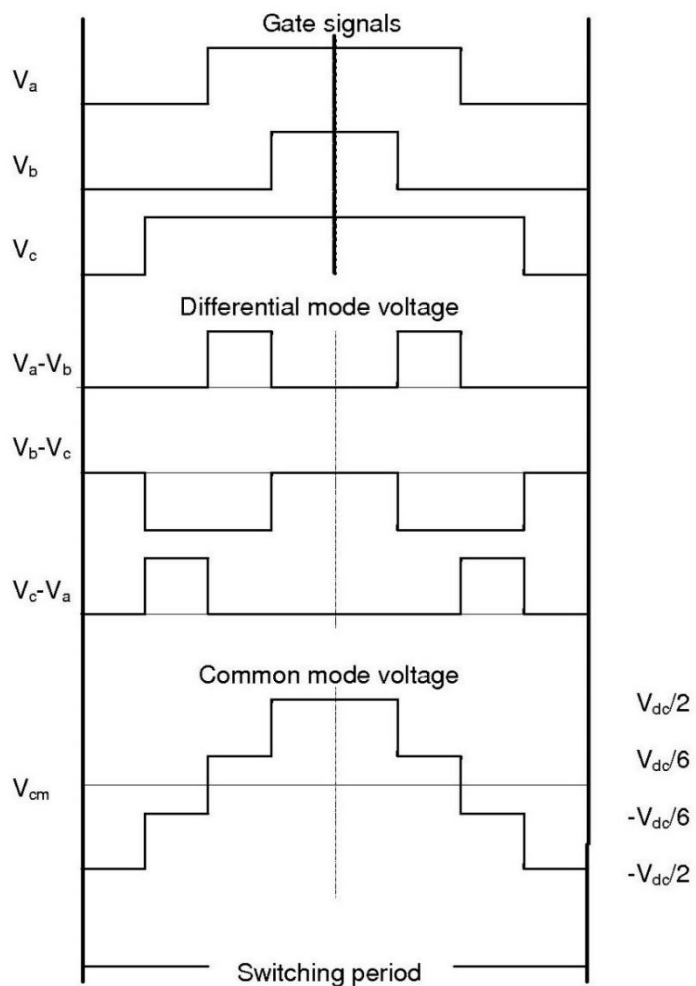 Gate signals
Va
Vb
Vc
Differential mode voltage
Va-Vb
Vb-Vc
Vc-Va
Common mode voltage
Vdc/2
Vdc/6
Vcm
-Vdc/6
-Vdc/2
Switching period